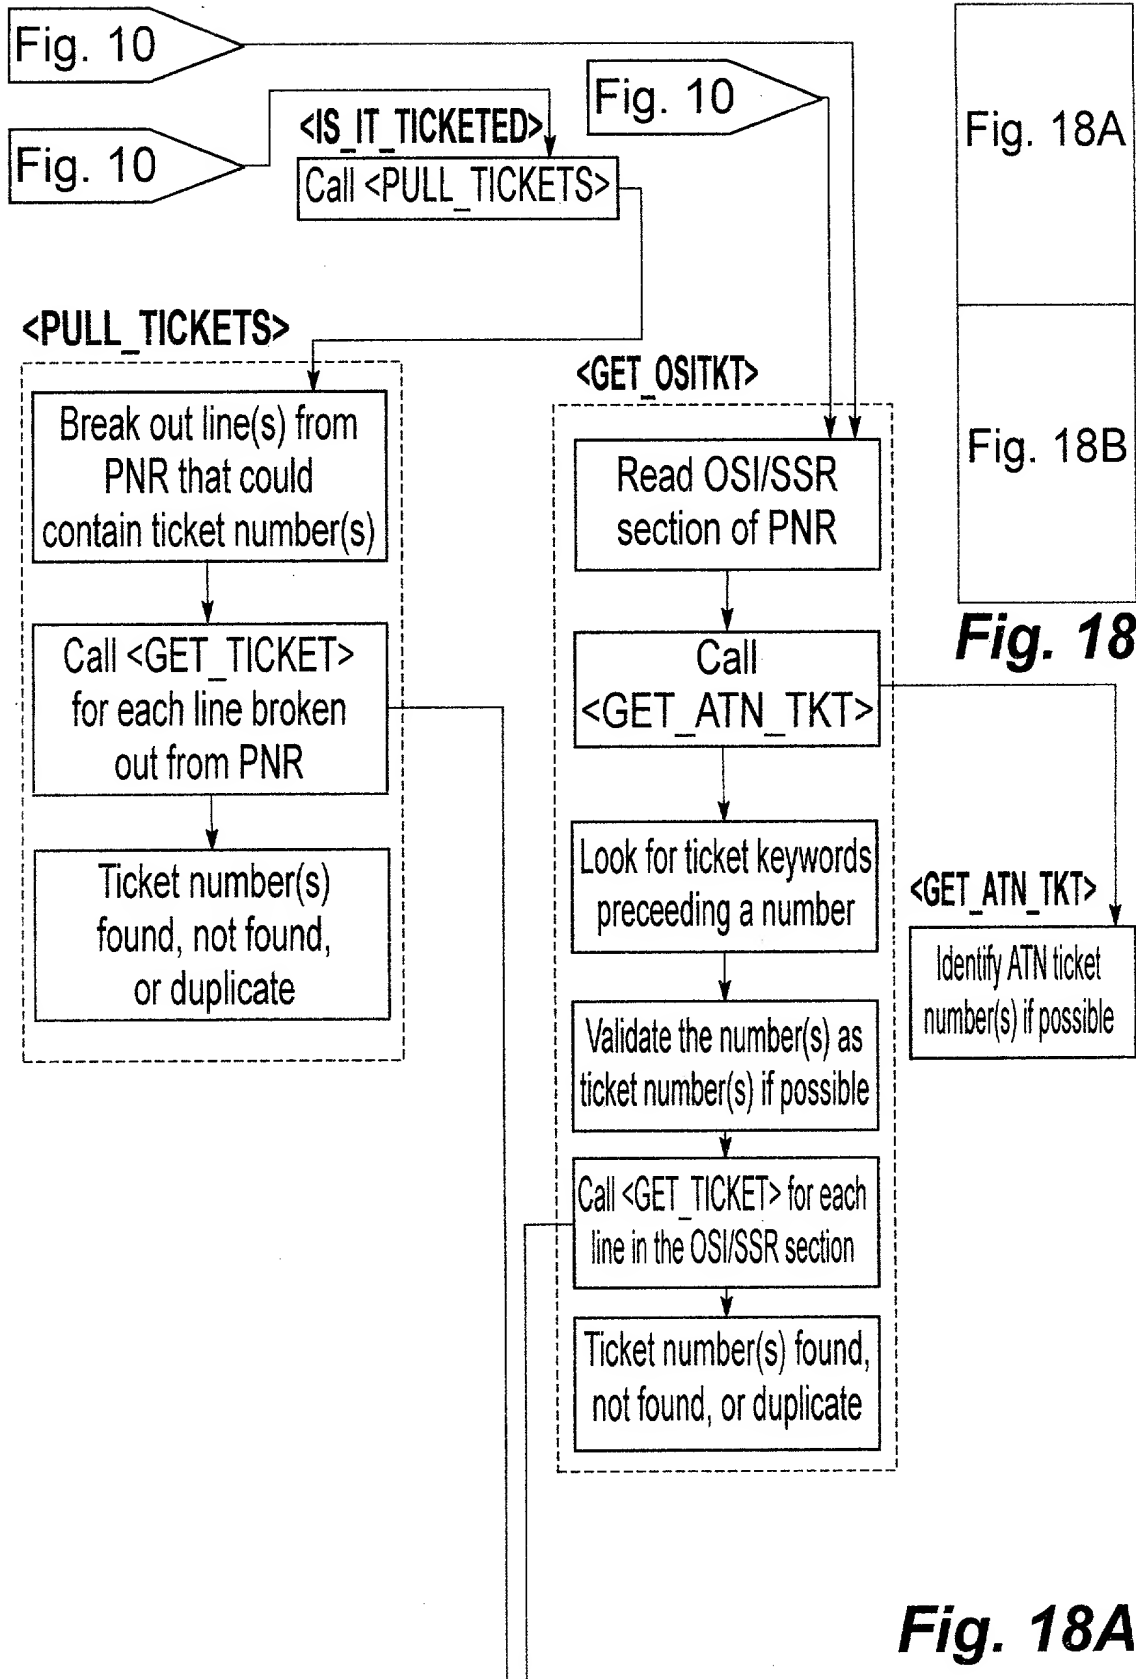 Fig. 10
Fig. 10
Fig. 10
<IS_IT_TICKETED>
Call <PULL_TICKETS>
<PULL_TICKETS>
Break out line(s) from
PNR that could
contain ticket number(s)
Call <GET_TICKET>
for each line broken
out from PNR
Ticket number(s)
found, not found,
or duplicate
<GET_OSITKT>
Read OSI/SSR
section of PNR
Call
<GET_ATN_TKT>
Look for ticket keywords
preceeding a number
Validate the number(s) as
ticket number(s) if possible
Call <GET_TICKET> for each
line in the OSI/SSR section
Ticket number(s) found,
not found, or duplicate
<GET_ATN_TKT>
Identify ATN ticket
number(s) if possible
Fig. 18A
Fig. 18B
Fig. 18
Fig. 18A